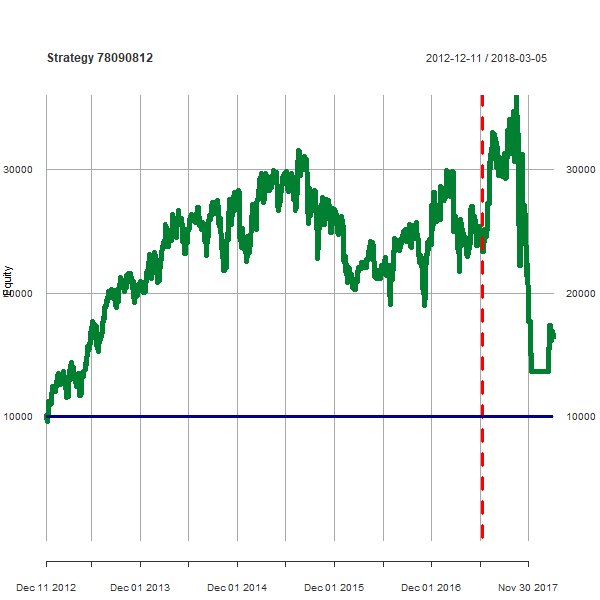 Strategy 78090812
2012-12-11 / 2018-03-05
30000
30000
Equity
20000
20000
10000
10000
Dec 11 2012
Dec 01 2013
Dec 01 2014
Dec 01 2015
Dec 01 2016
Nov 30 2017